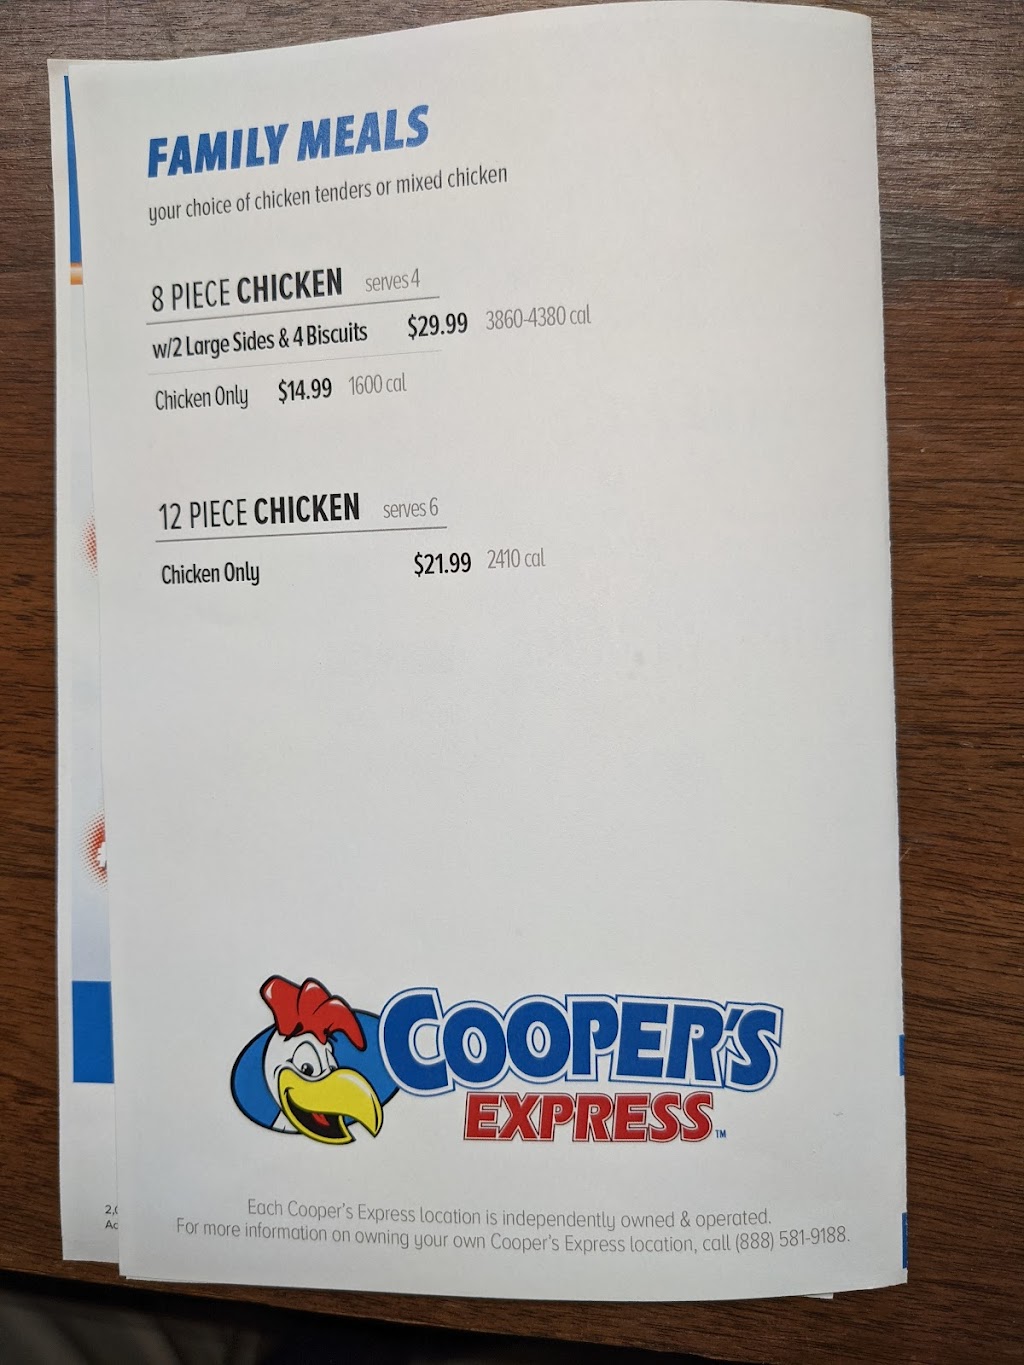 FAMILY MEALS
your choice of chicken tenders or mixed chicken
8 PIECE CHICKEN serves 4
w/2 Large Sides & 4 Biscuits $29.99 3860-4380 cal
Chicken Only $14.99 1600 cal
12 PIECE CHICKEN serves 6
Chicken Only $21.99 2410 cal
COOPER'S
EXPRESS™
Each Cooper's Express location is independently owned & operated.
For more information on owning your own Cooper's Express location, call (888) 581-9188.